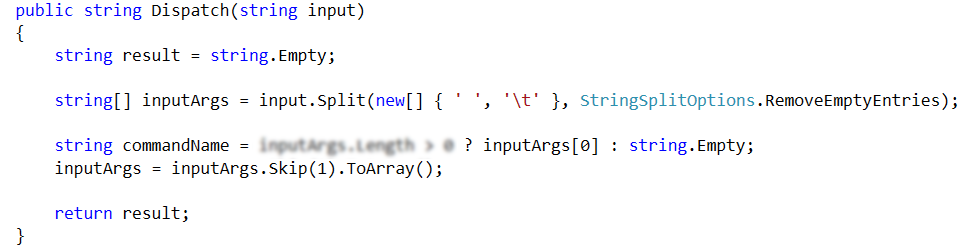 public string Dispatch(string input)
{
string result = string.Empty;
string[] inputArgs = input.Split(new[] { ' ', '\t' }, StringSplitOptions.RemoveEmptyEntries);
string commandName = inputArgs.Length > 0 ? inputArgs[0] : string.Empty;
inputArgs = inputArgs.Skip(1).ToArray();
return result;
}